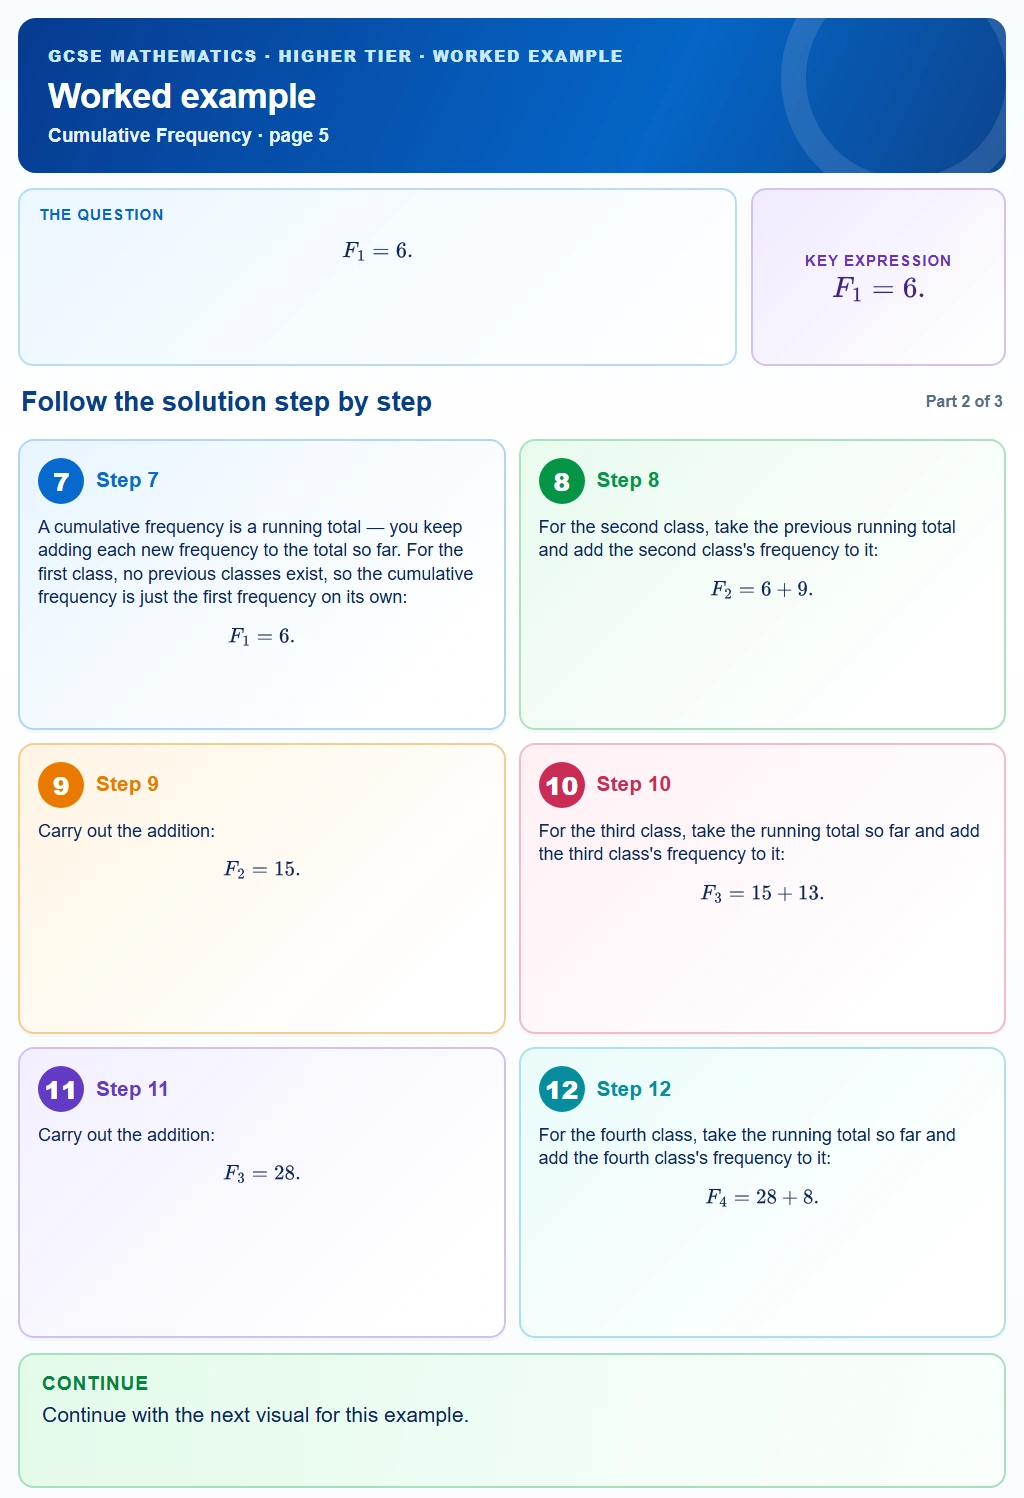 GCSE MATHEMATICS · HIGHER TIER · WORKED EXAMPLE
Worked example
Cumulative Frequency · page 5
THE QUESTION
F₁ = 6.
KEY EXPRESSION
F₁ = 6.
Follow the solution step by step
Part 2 of 3
7 Step 7
A cumulative frequency is a running total — you keep
adding each new frequency to the total so far. For the
first class, no previous classes exist, so the cumulative
frequency is just the first frequency on its own:
F₁ = 6.
8 Step 8
For the second class, take the previous running total
and add the second class's frequency to it:
F₂ = 6 + 9.
9 Step 9
Carry out the addition:
F₂ = 15.
10 Step 10
For the third class, take the running total so far and add
the third class's frequency to it:
F₃ = 15 + 13.
11 Step 11
Carry out the addition:
F₃ = 28.
12 Step 12
For the fourth class, take the running total so far and
add the fourth class's frequency to it:
F₄ = 28 + 8.
CONTINUE
Continue with the next visual for this example.